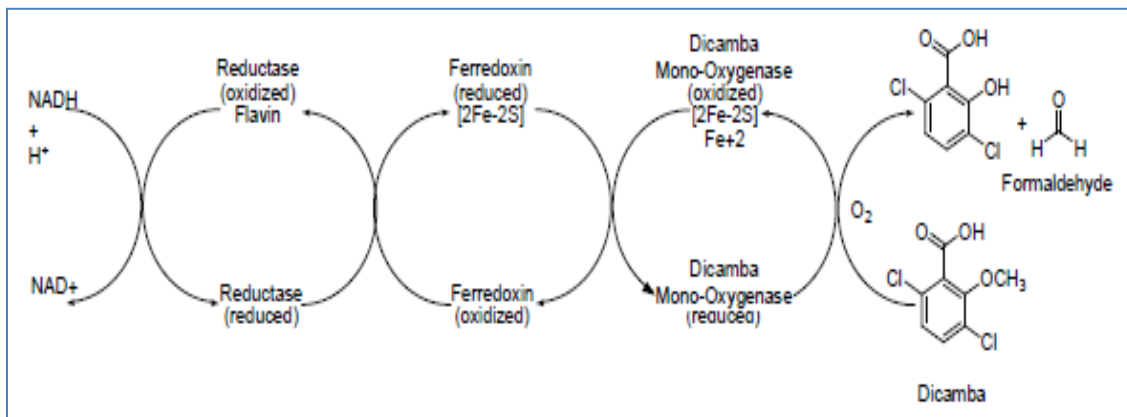 NADH
+
H+
NAD+
Reductase
(oxidized)
Flavin
Reductase
(reduced)
Ferredoxin
(reduced)
[2Fe-2S]
Ferredoxin
(oxidized)
Dicamba
Mono-Oxygenase
(oxidized)
[2Fe-2S]
Fe+2
Dicamba
Mono-Oxygenase
(reduced)
O₂
O
OH
Cl
OH
Cl
+
O
H
H
Formaldehyde
O
OH
Cl
OCH₃
Cl
Dicamba